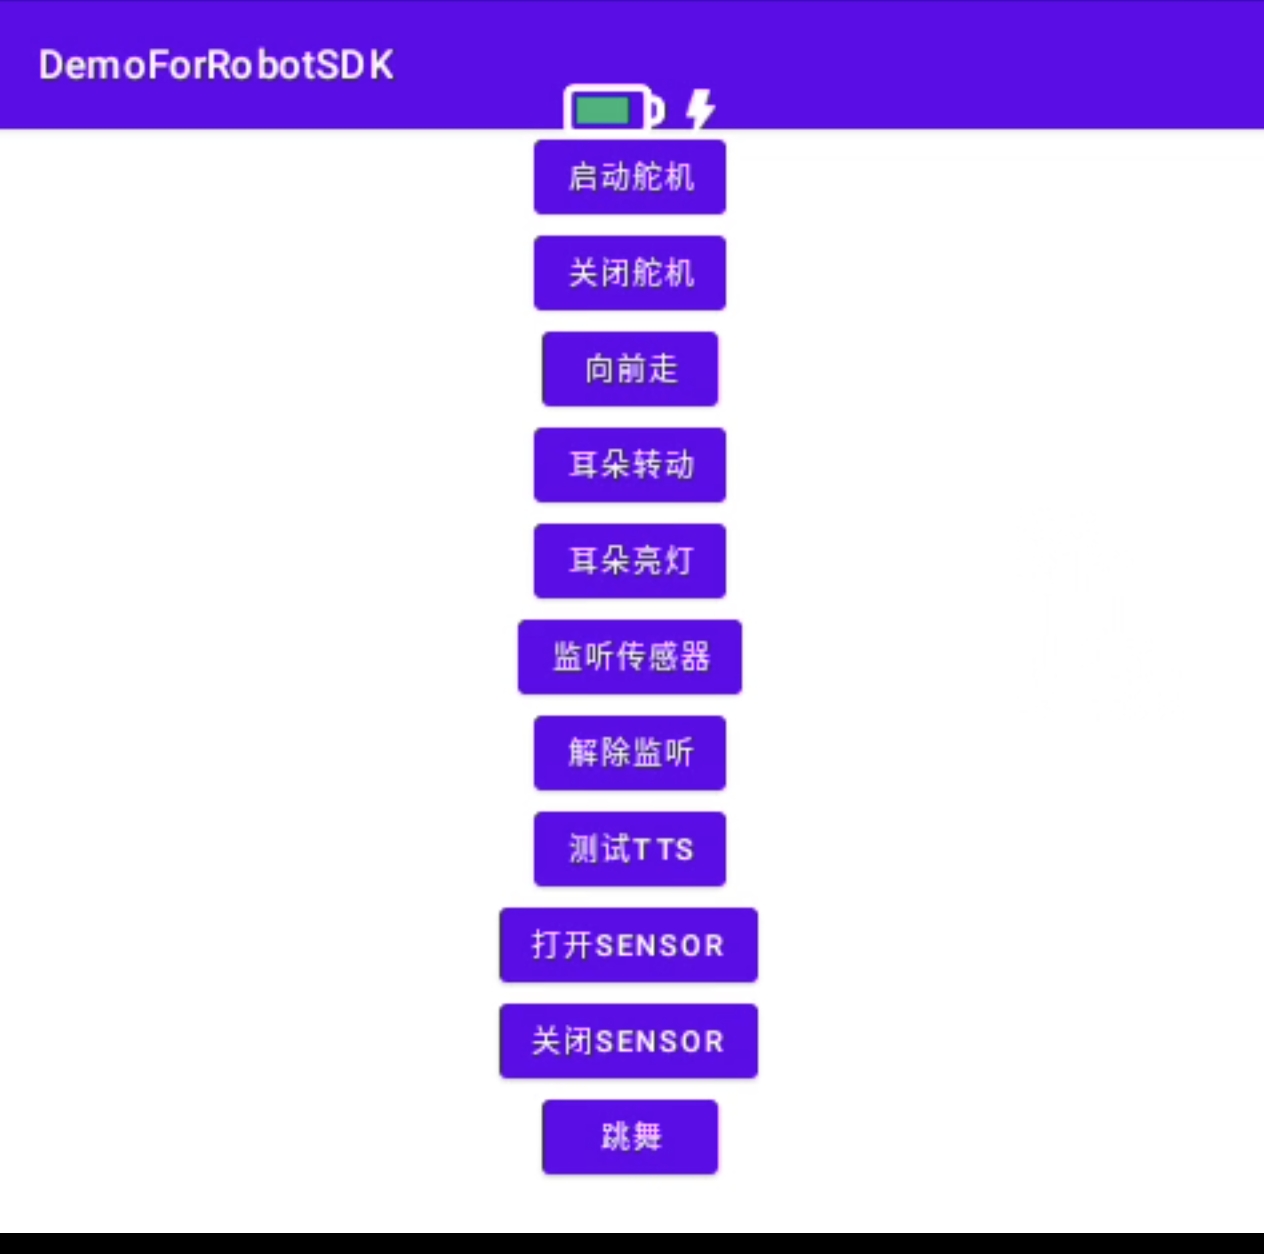 DemoForRobotSDK
启动舵机
关闭舵机
向前走
耳朵转动
耳朵亮灯
监听传感器
解除监听
测试TTS
打开SENSOR
关闭SENSOR
跳舞